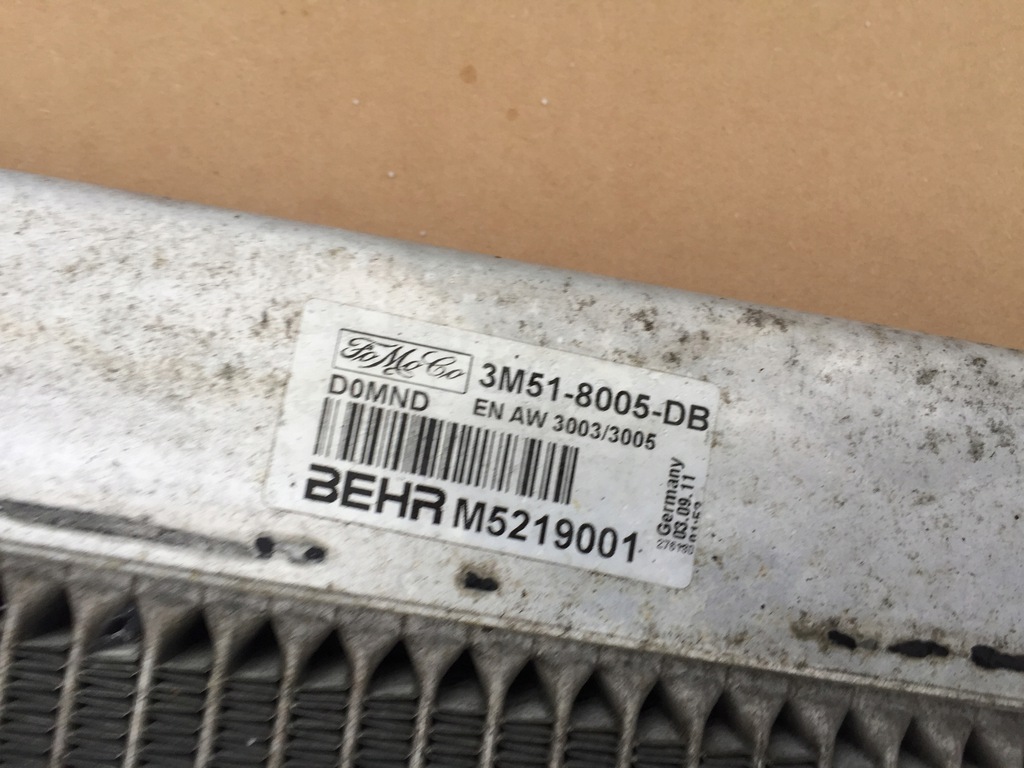 FoMoCo 3M51-8005-DB
D0MND EN AW 3003/3005
BEHR M5219001
Germany
03.09.11